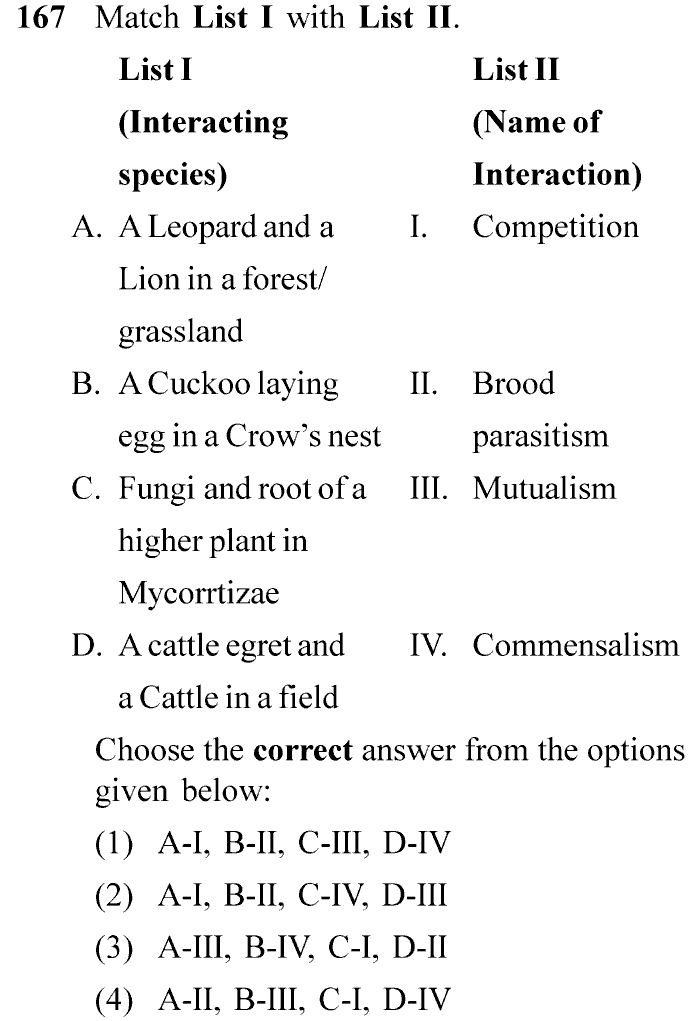 167 Match List I with List II.
List I List II
(Interacting (Name of
species) Interaction)
A. A Leopard and a I. Competition
Lion in a forest/
grassland
B. A Cuckoo laying II. Brood
egg in a Crow’s nest parasitism
C. Fungi and root of a III. Mutualism
higher plant in
Mycorrtizae
D. A cattle egret and IV. Commensalism
a Cattle in a field
Choose the correct answer from the options
given below:
(1) A-I, B-II, C-III, D-IV
(2) A-I, B-II, C-IV, D-III
(3) A-III, B-IV, C-I, D-II
(4) A-II, B-III, C-I, D-IV